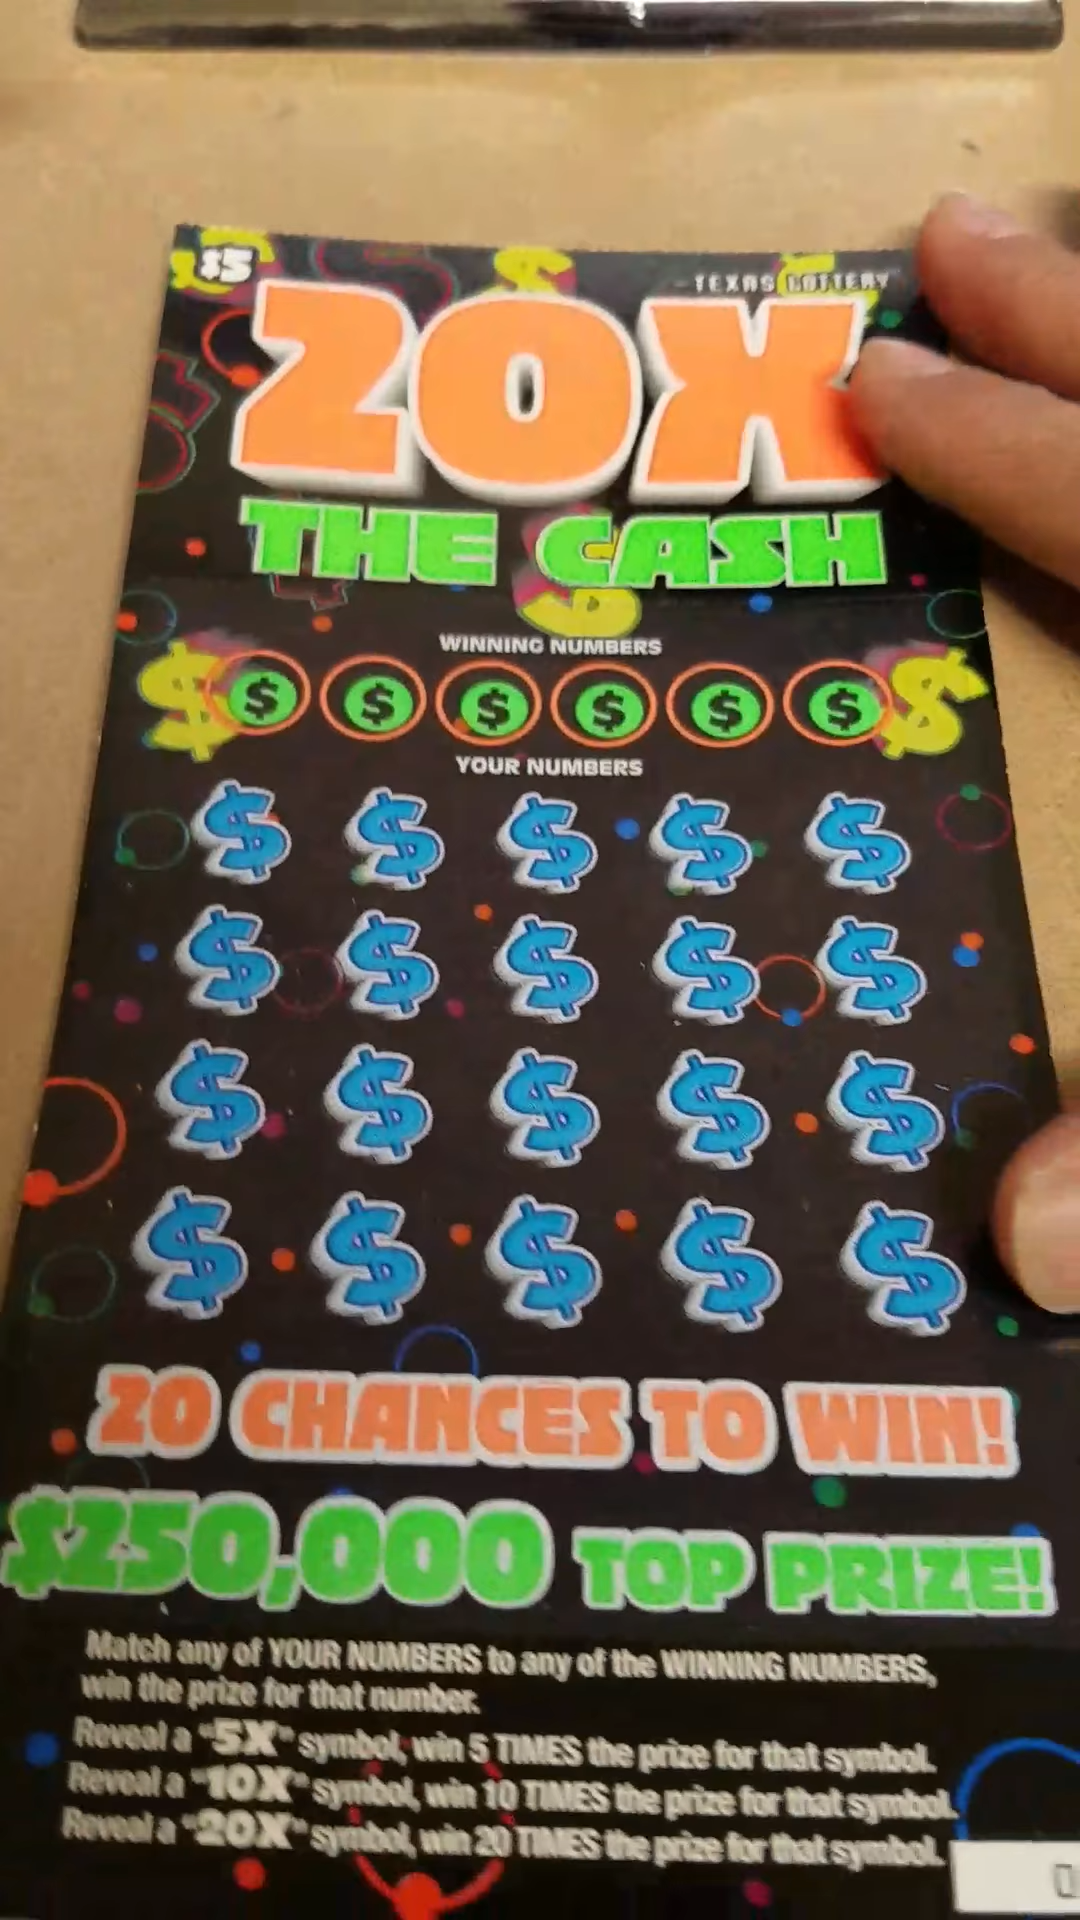 $5
TEXAS LOTTERY
20X
THE CASH
WINNING NUMBERS
YOUR NUMBERS
20 CHANCES TO WIN!
$250,000 TOP PRIZE!
Match any of YOUR NUMBERS to any of the WINNING NUMBERS,
win the prize for that number.
Reveal a "5X" symbol, win 5 TIMES the prize for that symbol.
Reveal a "10X" symbol, win 10 TIMES the prize for that symbol.
Reveal a "20X" symbol, win 20 TIMES the prize for that symbol.